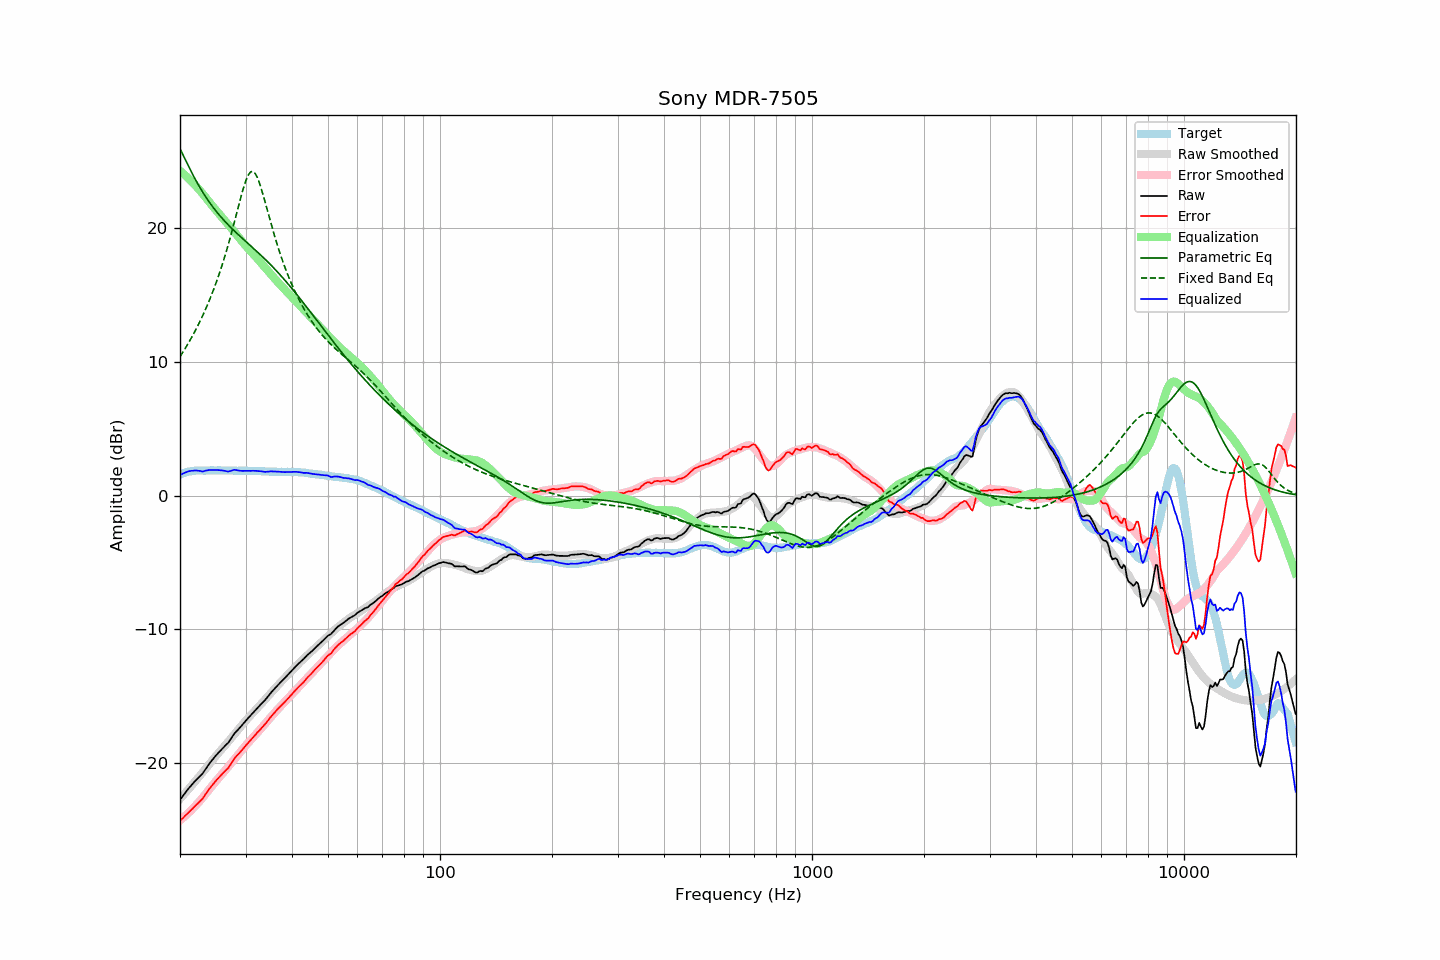 Sony MDR-7505
Target
Raw Smoothed
Error Smoothed
Raw
Error
Equalization
Parametric Eq
Fixed Band Eq
Equalized
20
10
0
−10
−20
Amplitude (dBr)
100
1000
10000
Frequency (Hz)